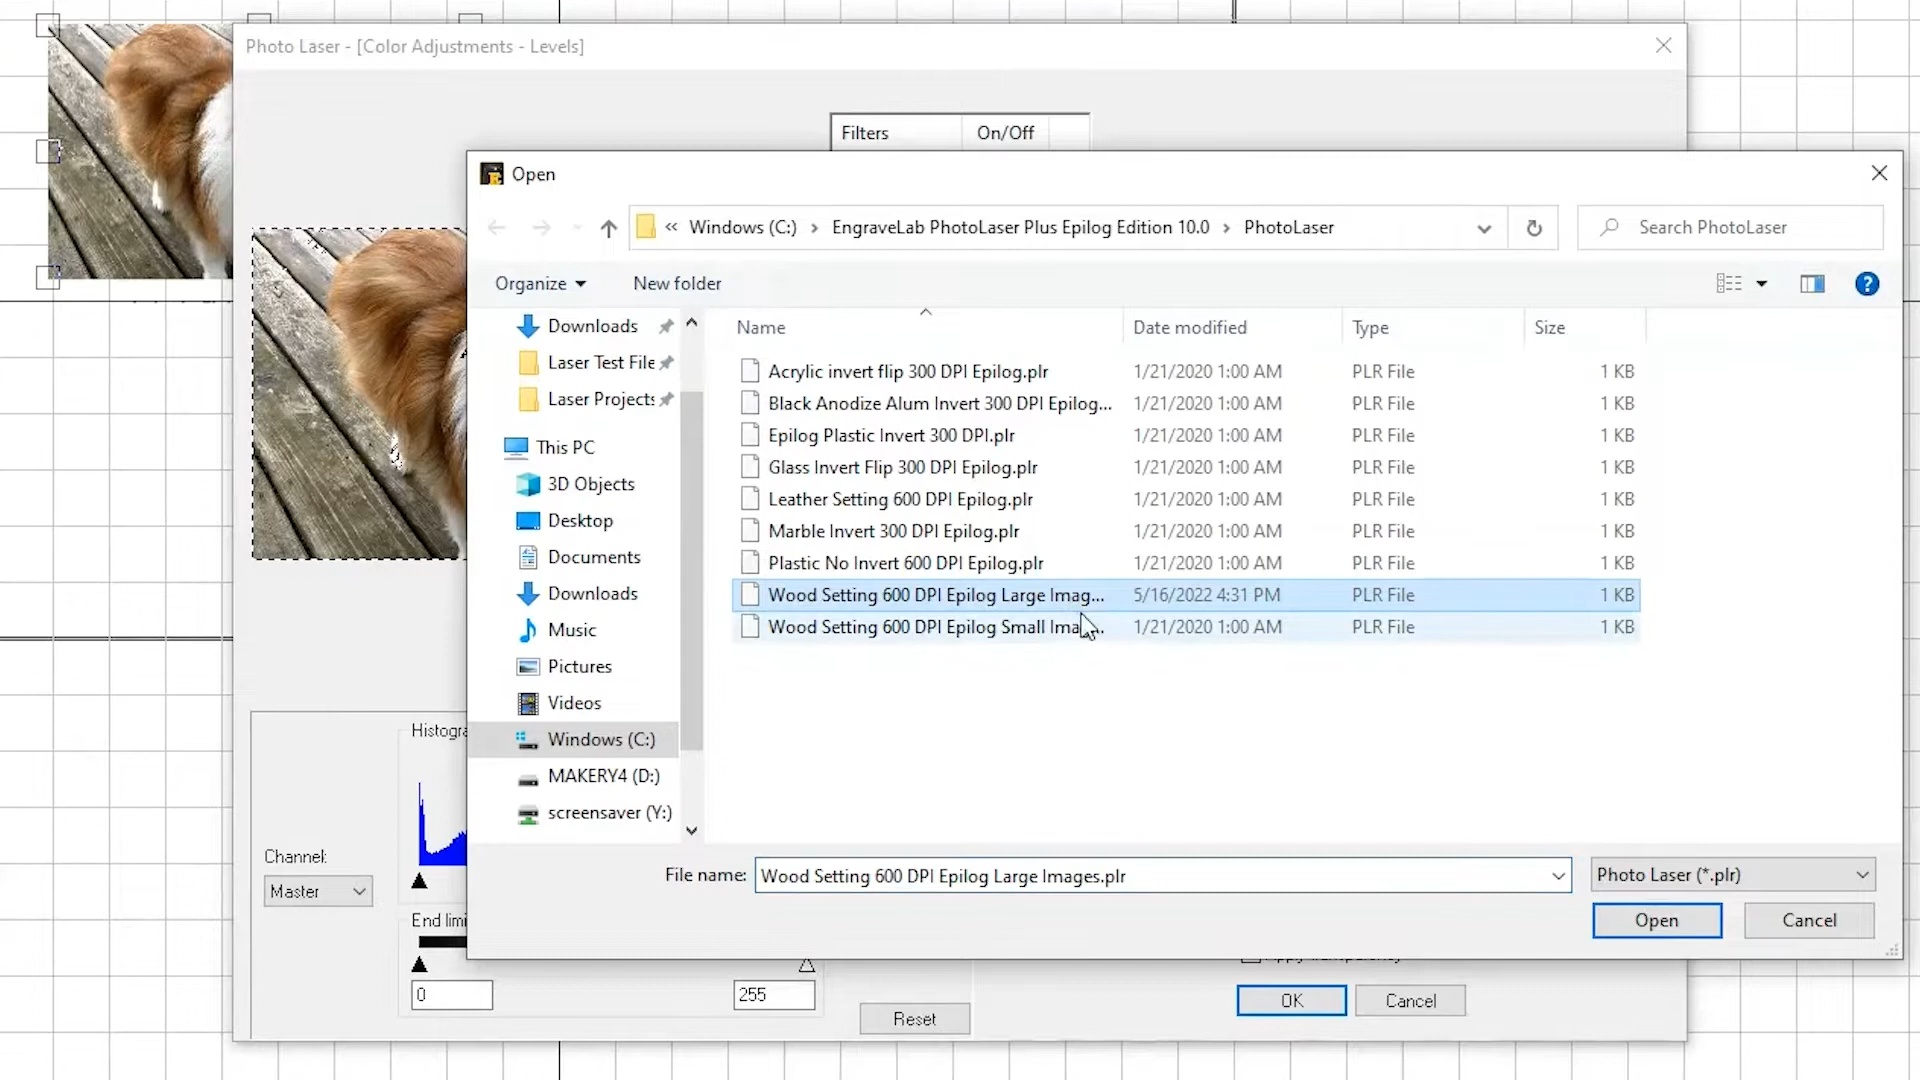 Photo Laser - [Color Adjustments - Levels]
Filters On/Off
Open
« Windows (C:) › EngraveLab PhotoLaser Plus Epilog Edition 10.0 › PhotoLaser
Search PhotoLaser
Organize New folder
Downloads
Laser Test File
Laser Projects
This PC
3D Objects
Desktop
Documents
Downloads
Music
Pictures
Videos
Windows (C:)
MAKERY4 (D:)
screensaver (Y:)
Name Date modified Type Size
Acrylic invert flip 300 DPI Epilog.plr 1/21/2020 1:00 AM PLR File 1 KB
Black Anodize Alum Invert 300 DPI Epilog... 1/21/2020 1:00 AM PLR File 1 KB
Epilog Plastic Invert 300 DPI.plr 1/21/2020 1:00 AM PLR File 1 KB
Glass Invert Flip 300 DPI Epilog.plr 1/21/2020 1:00 AM PLR File 1 KB
Leather Setting 600 DPI Epilog.plr 1/21/2020 1:00 AM PLR File 1 KB
Marble Invert 300 DPI Epilog.plr 1/21/2020 1:00 AM PLR File 1 KB
Plastic No Invert 600 DPI Epilog.plr 1/21/2020 1:00 AM PLR File 1 KB
Wood Setting 600 DPI Epilog Large Imag... 5/16/2022 4:31 PM PLR File 1 KB
Wood Setting 600 DPI Epilog Small Ima... 1/21/2020 1:00 AM PLR File 1 KB
File name: Wood Setting 600 DPI Epilog Large Images.plr
Photo Laser (*.plr)
Open Cancel
Histogra
Channel:
Master
End limi
0 255
Reset
OK Cancel